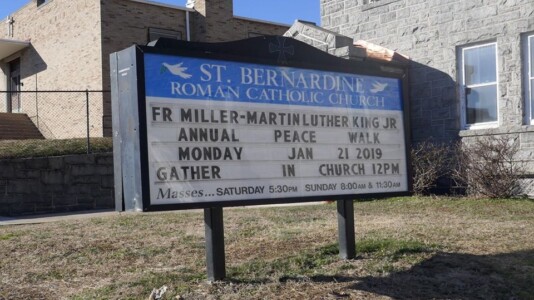 ST. BERNARDINE
ROMAN CATHOLIC CHURCH
FR MILLER-MARTIN LUTHER KING JR
ANNUAL PEACE WALK
MONDAY JAN 21 2019
GATHER IN CHURCH 12PM
Masses... SATURDAY 5:30PM SUNDAY 8:00AM & 11:30AM